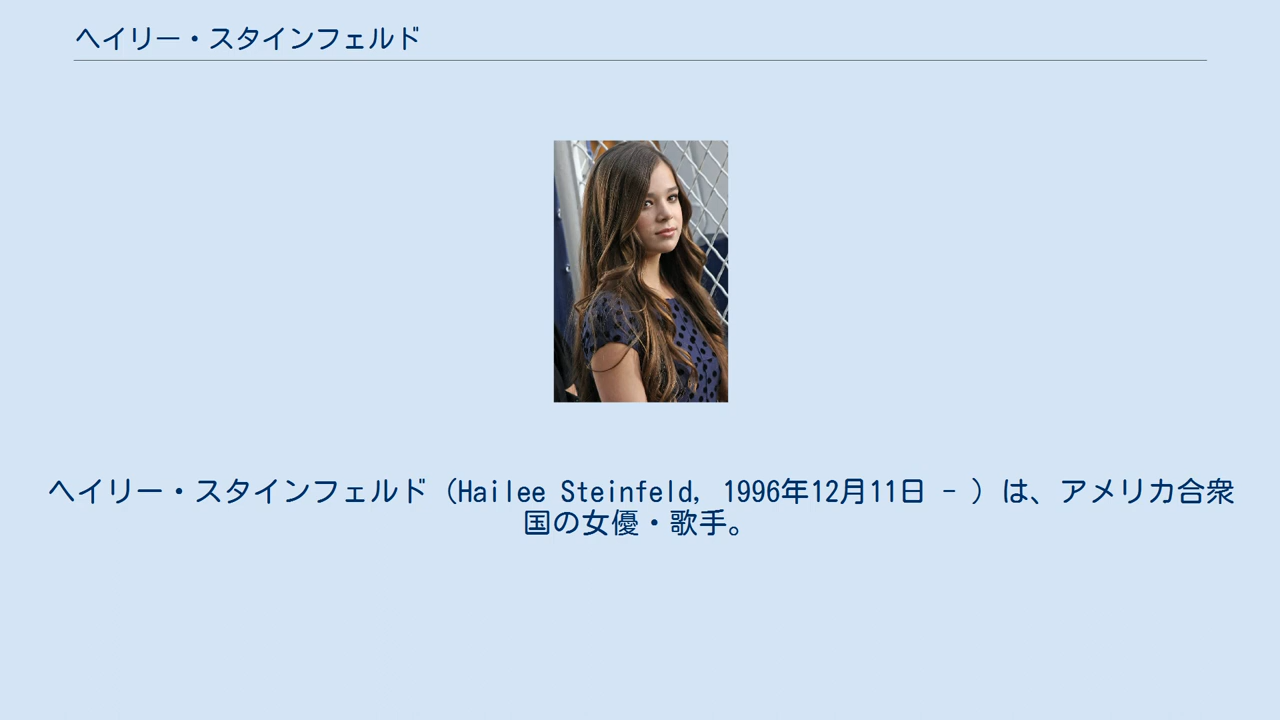 ヘイリー・スタインフェルド
ヘイリー・スタインフェルド（Hailee Steinfeld, 1996年12月11日 - ）は、アメリカ合衆
国の女優・歌手。